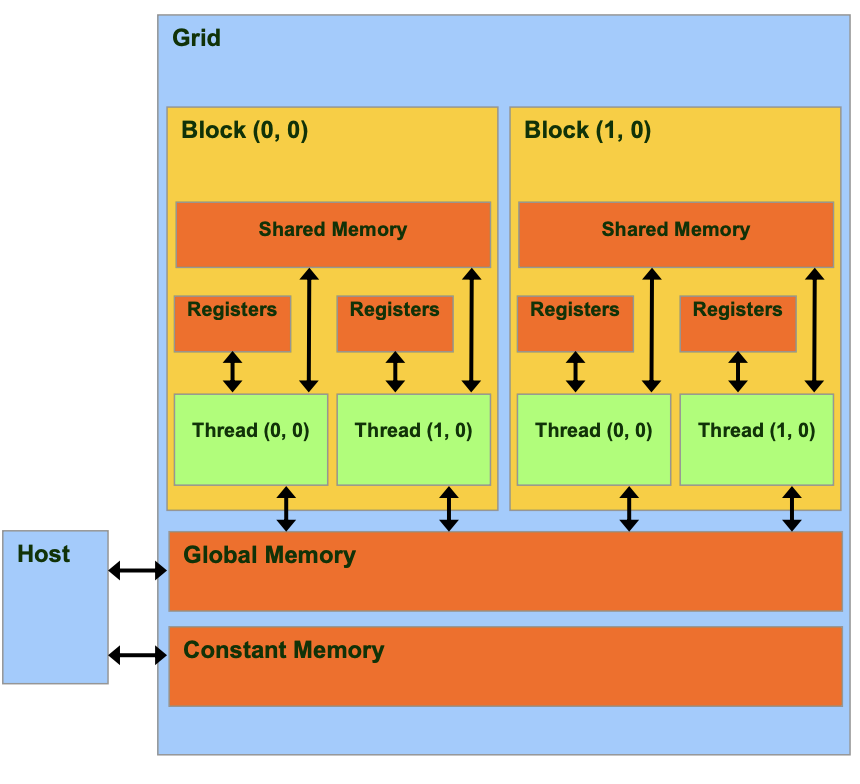 Grid
Block (0, 0)
Block (1, 0)
Shared Memory
Shared Memory
Registers
Registers
Registers
Registers
Thread (0, 0)
Thread (1, 0)
Thread (0, 0)
Thread (1, 0)
Host
Global Memory
Constant Memory